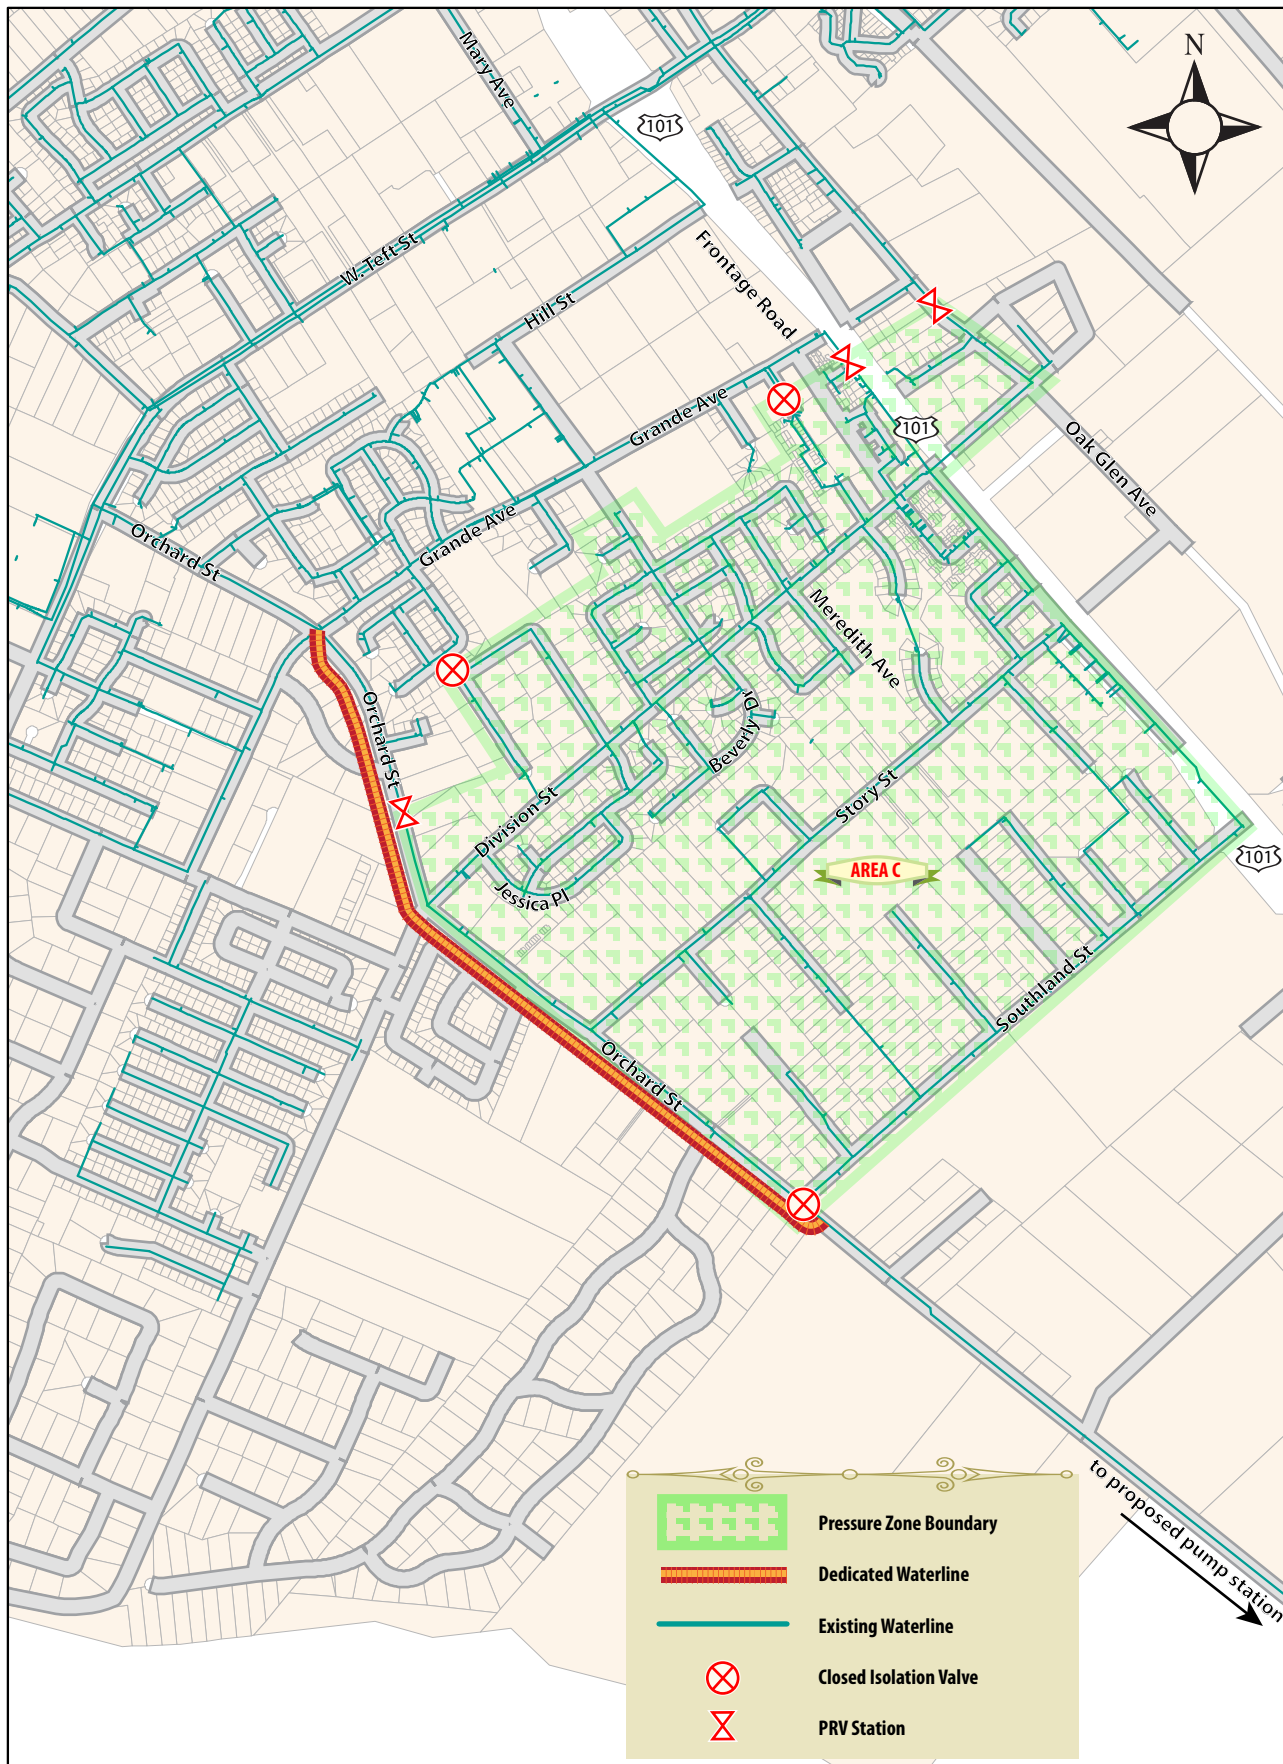 Mary Ave
101
N
W. Teft St
Hill St
Frontage Road
Grande Ave
101
Oak Glen Ave
Orchard St
Grande Ave
Meredith Ave
Orchard St
Beverly Dr
Division St
Story St
101
AREA C
Jessica Pl
Southland St
Orchard St
to proposed pump station
Pressure Zone Boundary
Dedicated Waterline
Existing Waterline
Closed Isolation Valve
PRV Station